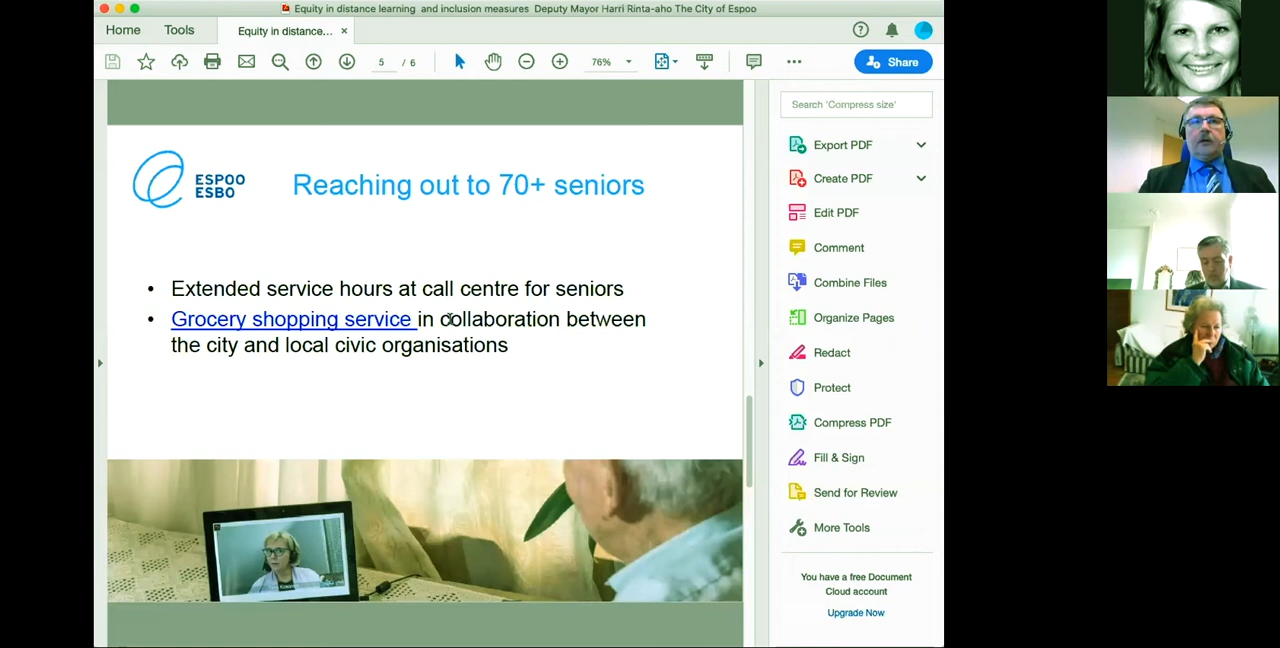 Equity in distance learning and inclusion measures Deputy Mayor Harri Rinta-aho The City of Espoo
Home
Tools
Equity in distance...
5 / 6
76%
Share
Search 'Compress size'
ESPOO
ESBO
Reaching out to 70+ seniors
• Extended service hours at call centre for seniors
• Grocery shopping service in collaboration between
the city and local civic organisations
Export PDF
Create PDF
Edit PDF
Comment
Combine Files
Organize Pages
Redact
Protect
Compress PDF
Fill & Sign
Send for Review
More Tools
You have a free Document
Cloud account
Upgrade Now